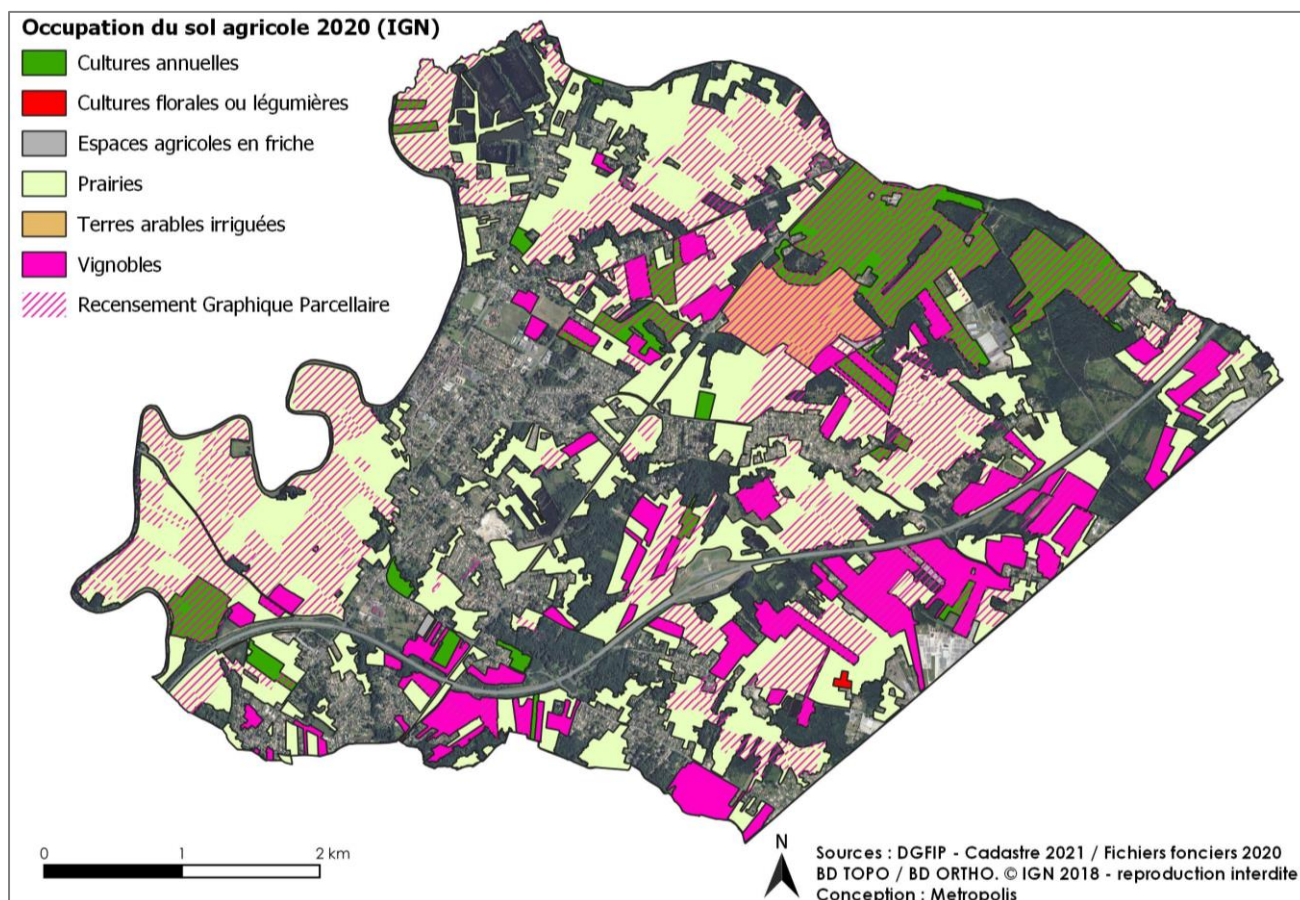 Occupation du sol agricole 2020 (IGN)
Cultures annuelles
Cultures florales ou légumières
Espaces agricoles en friche
Prairies
Terres arables irriguées
Vignobles
Recensement Graphique Parcellaire
0 1 2 km
N
Sources : DGFIP - Cadastre 2021 / Fichiers fonciers 2020
BD TOPO / BD ORTHO. © IGN 2018 - reproduction interdite
Conception : Metropolis